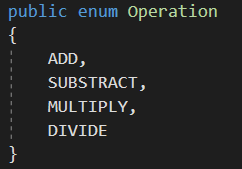 public enum Operation
{
    ADD,
    SUBSTRACT,
    MULTIPLY,
    DIVIDE
}